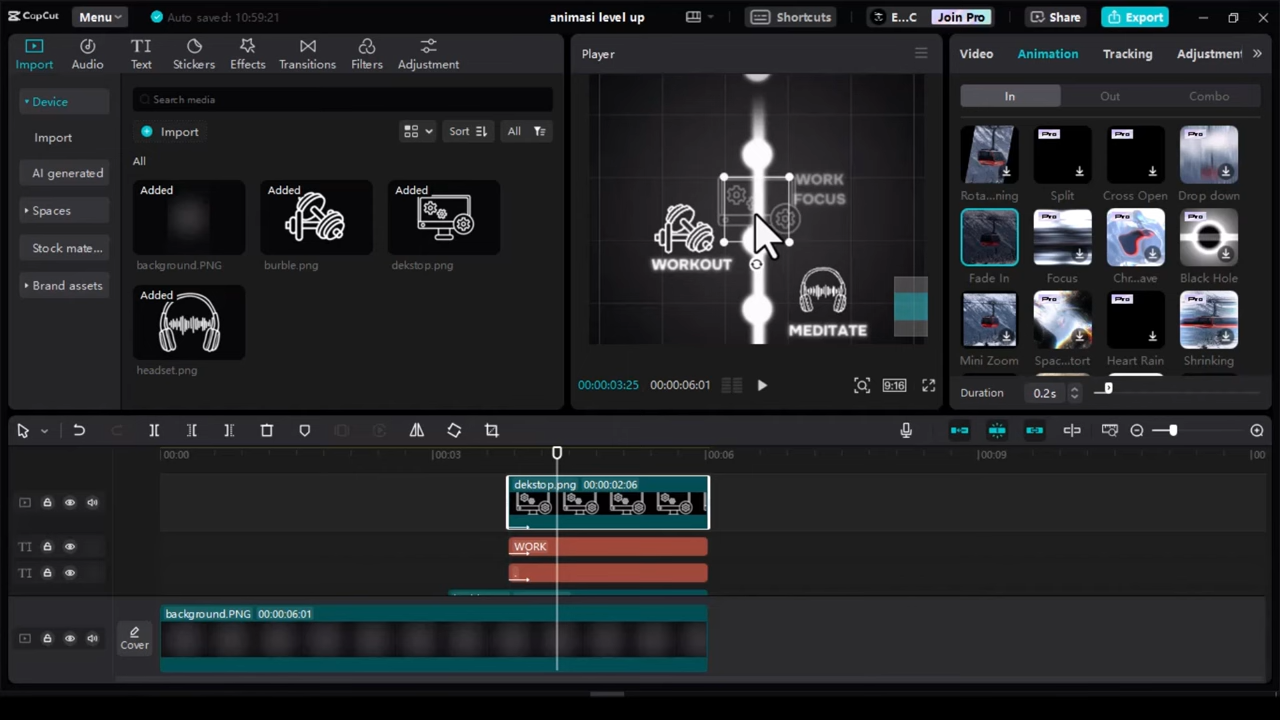 CapCut Menu Auto saved: 10:59:21 animasi level up Shortcuts E...C Join Pro Share Export
Import Audio Text Stickers Effects Transitions Filters Adjustment
Device
Import
AI generated
Spaces
Stock mate...
Brand assets
Search media
Import Sort All
All
Added Added Added
background.PNG burble.png dekstop.png
Added
headset.png
Player
WORK
FOCUS
WORKOUT
MEDITATE
00:00:03:25 00:00:06:01 9:16
Video Animation Tracking Adjustment
In Out Combo
Pro Pro Pro
Rota...ning Split Cross Open Drop down
Pro Pro
Fade In Focus Chr...ave Black Hole
Pro Pro Pro Pro
Mini Zoom Spac...tort Heart Rain Shrinking
Duration 0.2s
00:00 00:03 00:06 00:09 00
dekstop.png 00:00:02:06
WORK
background.PNG 00:00:06:01
Cover